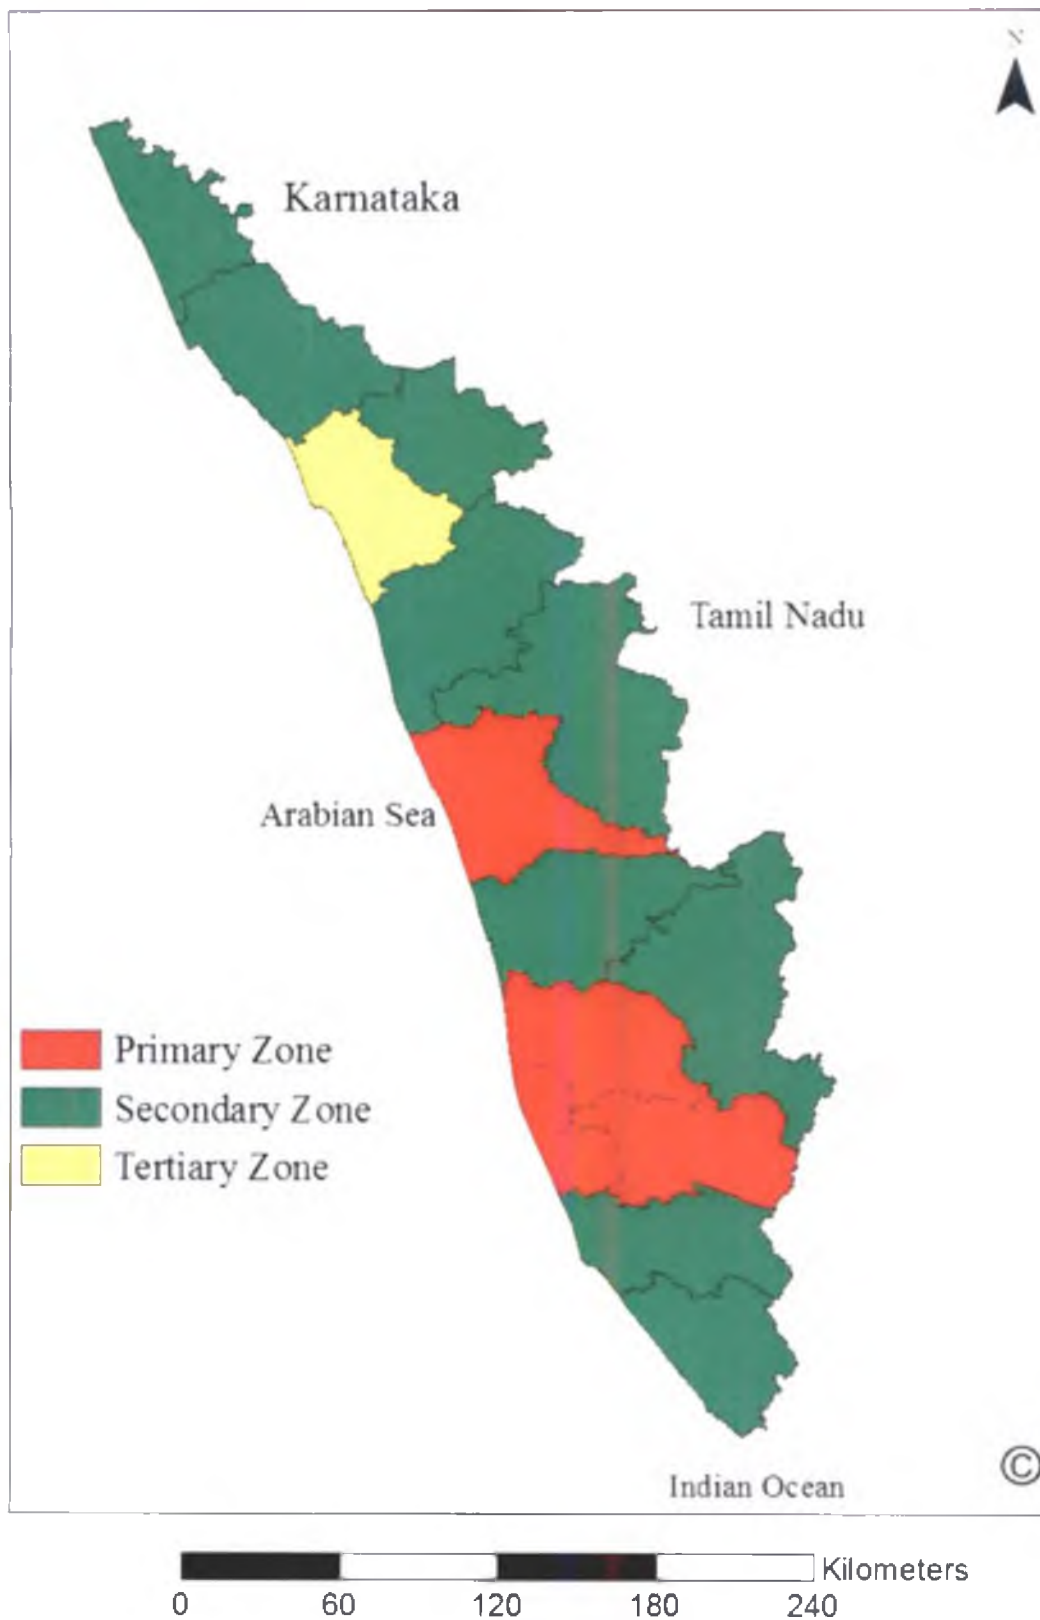 N
Karnataka
Tamil Nadu
Arabian Sea
Primary Zone
Secondary Zone
Tertiary Zone
©
Indian Ocean
Kilometers
0 60 120 180 240